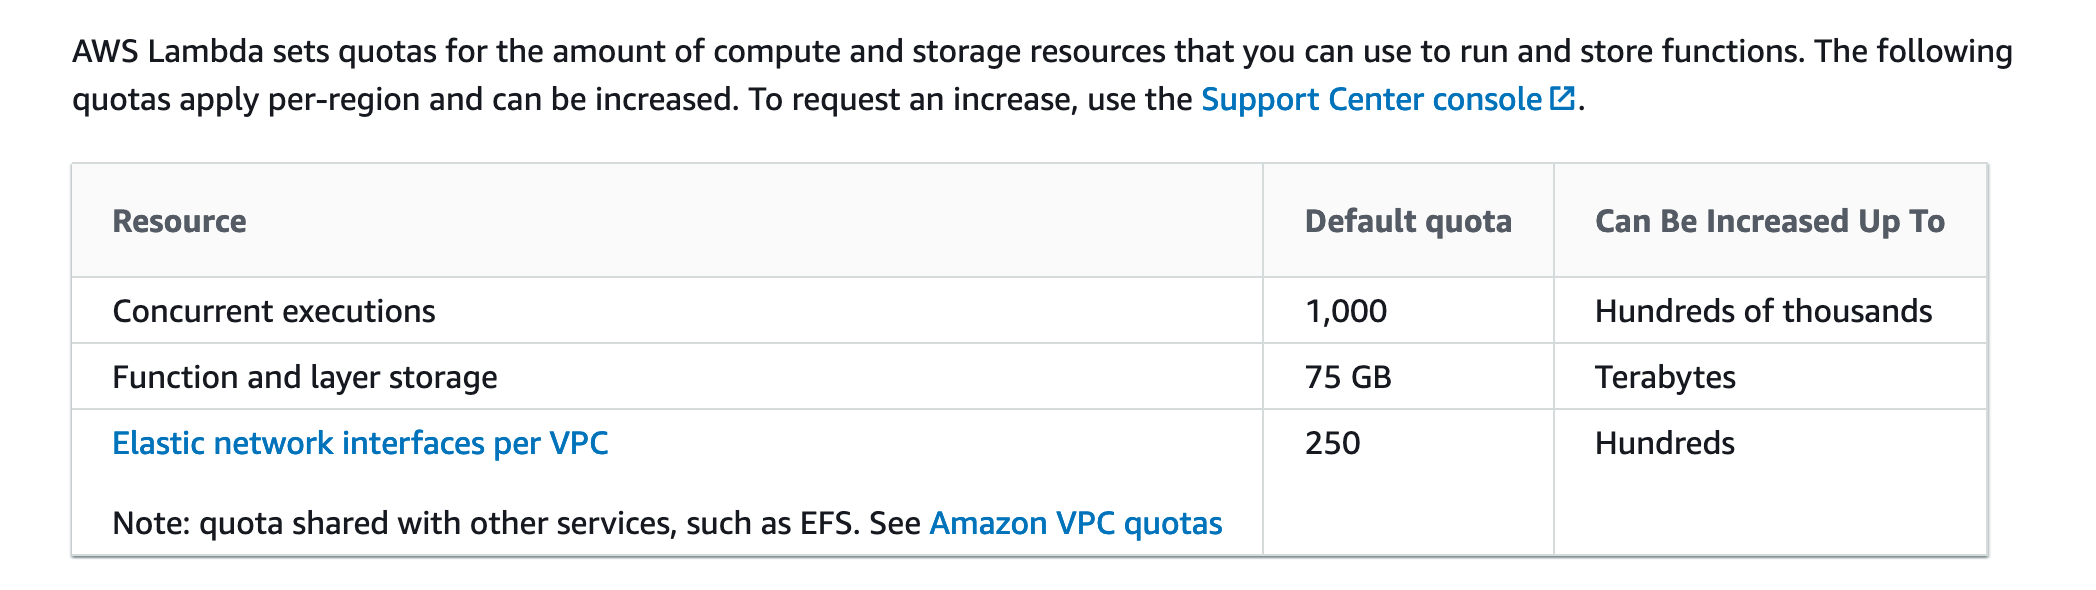 AWS Lambda sets quotas for the amount of compute and storage resources that you can use to run and store functions. The following
quotas apply per-region and can be increased. To request an increase, use the Support Center console.
Resource Default quota Can Be Increased Up To
Concurrent executions 1,000 Hundreds of thousands
Function and layer storage 75 GB Terabytes
Elastic network interfaces per VPC 250 Hundreds
Note: quota shared with other services, such as EFS. See Amazon VPC quotas